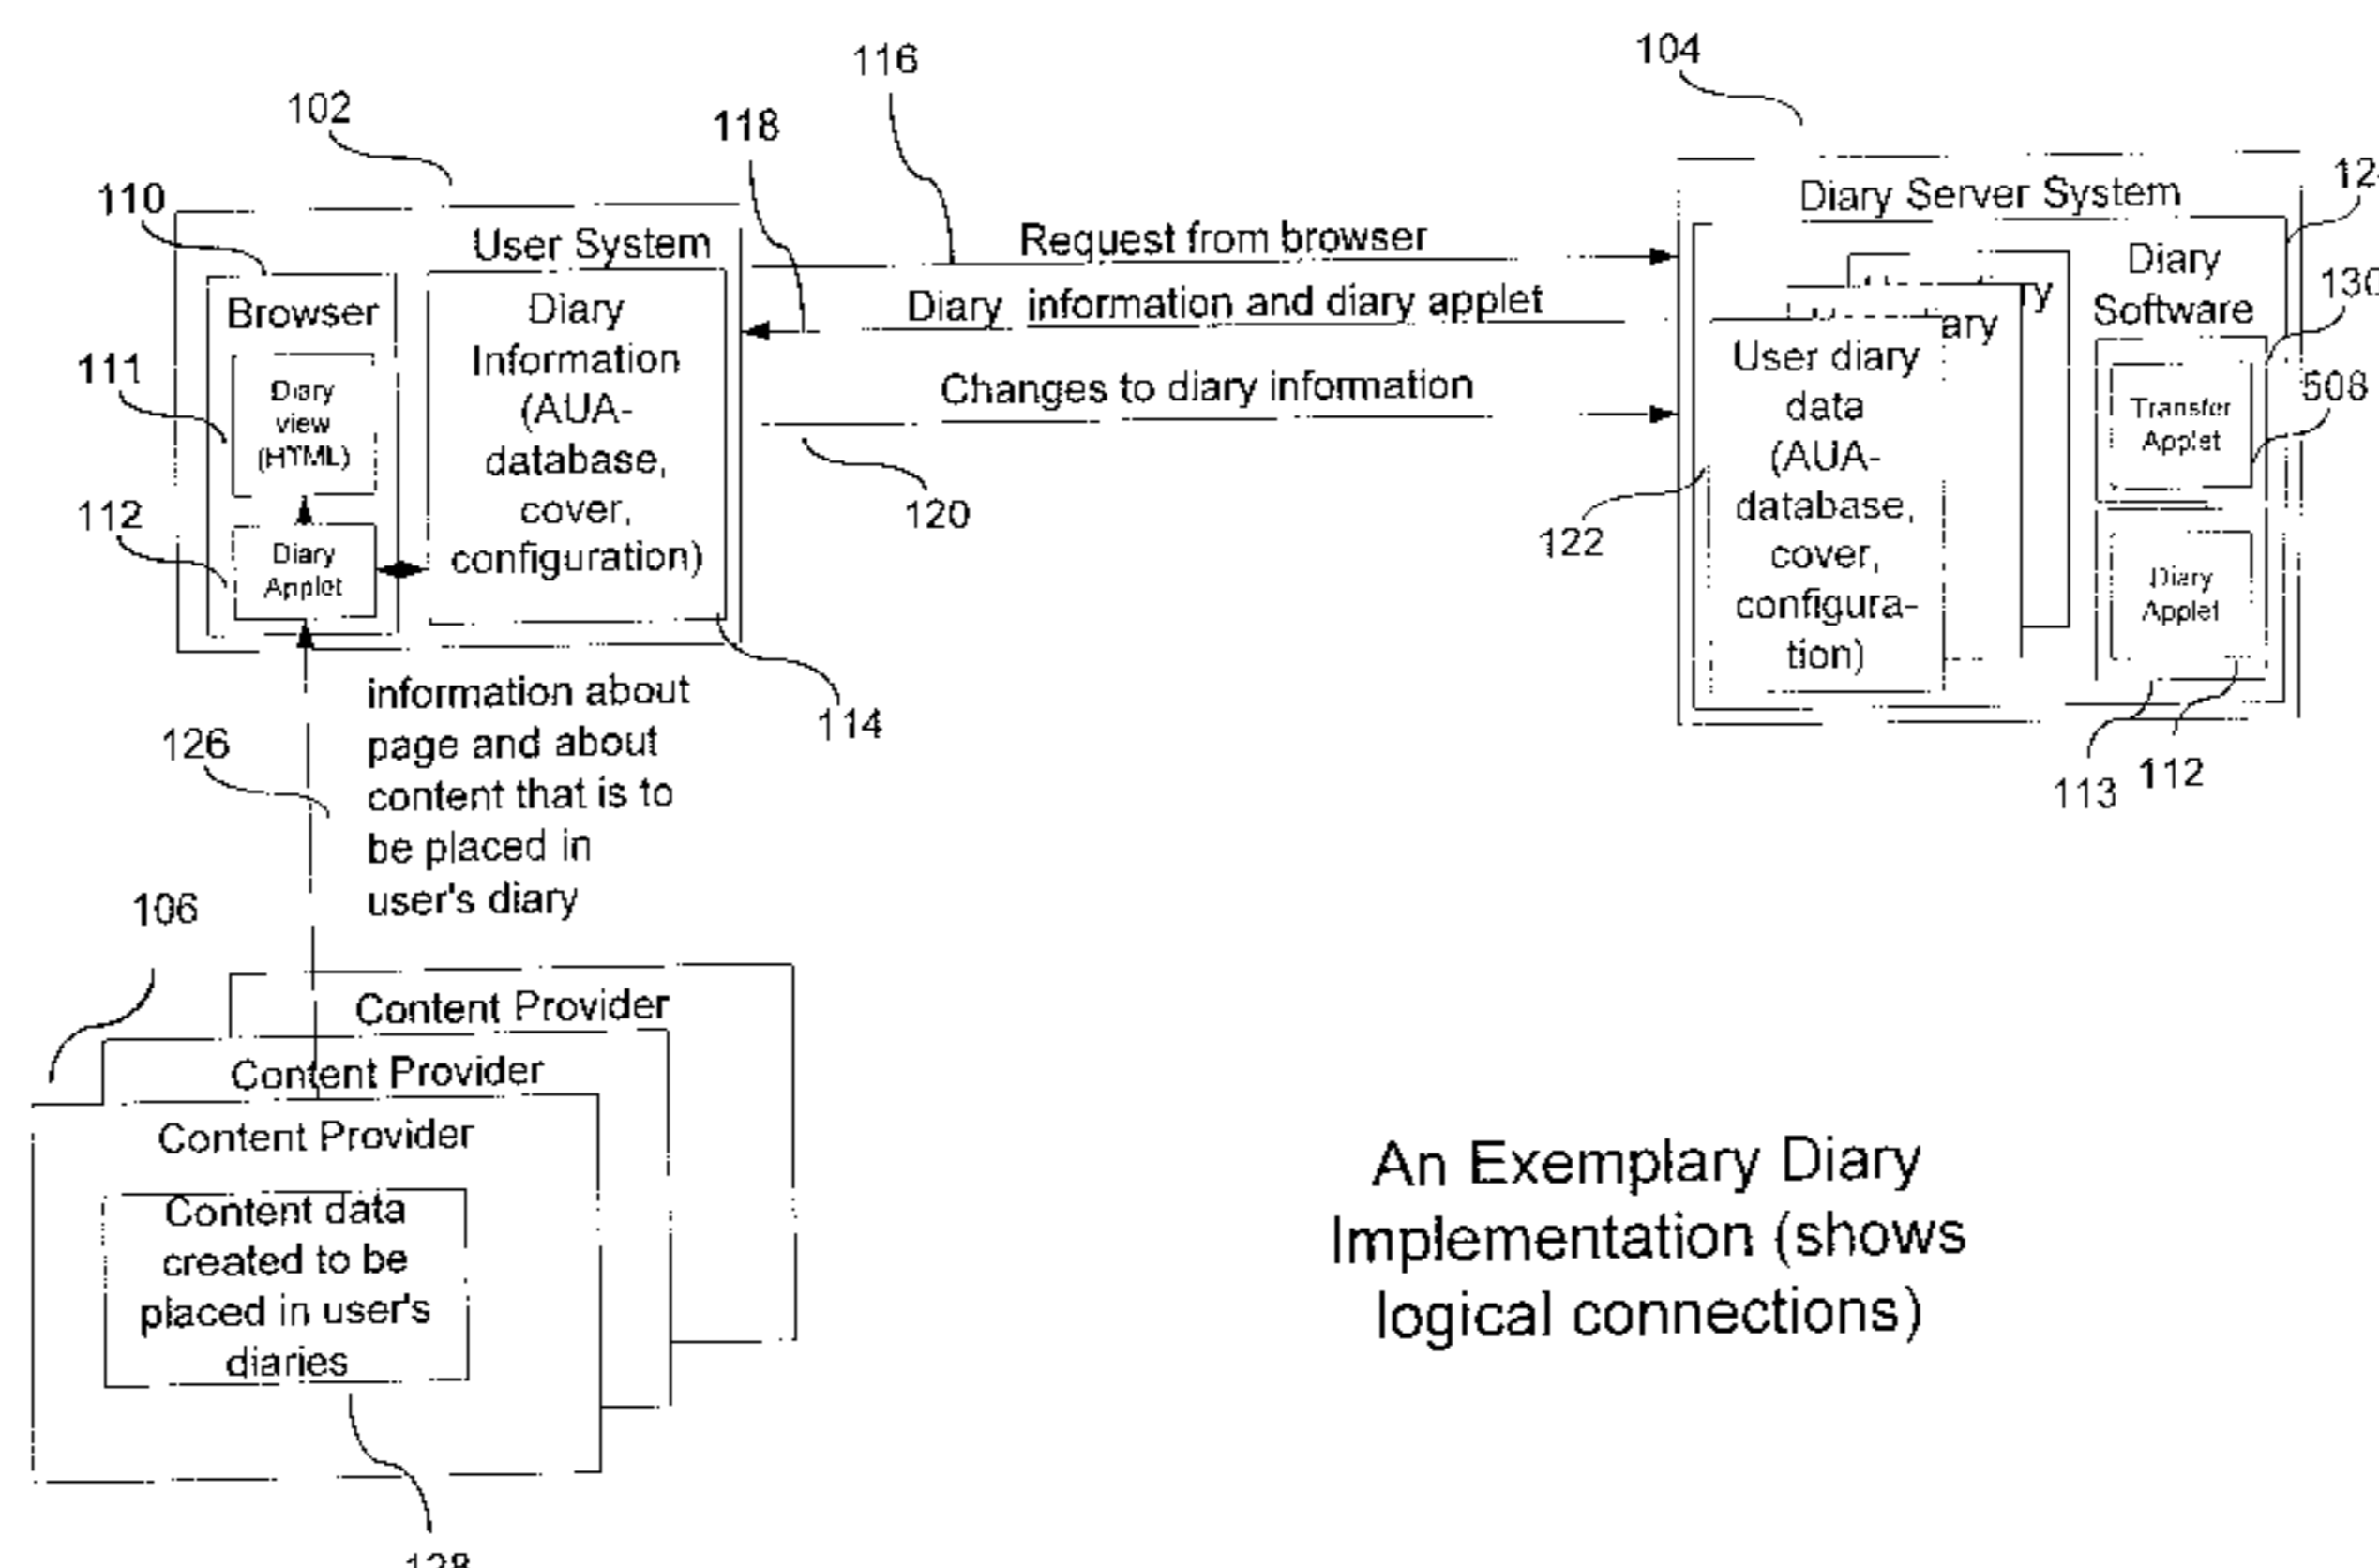 116
104
102
118
110
Diary Server System
User System
Request from browser
Diary
Software
130
Browser
Diary
Information
(AUA-
database,
cover,
configuration)
Diary information and diary applet
ary
User diary
data
(AUA-
database,
cover,
configura-
tion)
111
Diary
view
(HTML)
Changes to diary information
508
Transfer
Applet
112
Diary
Applet
120
122
Diary
Applet
information about
page and about
content that is to
be placed in
user's diary
114
126
113
112
106
Content Provider
Content Provider
Content Provider
Content data
created to be
placed in user's
diaries
An Exemplary Diary
Implementation (shows
logical connections)